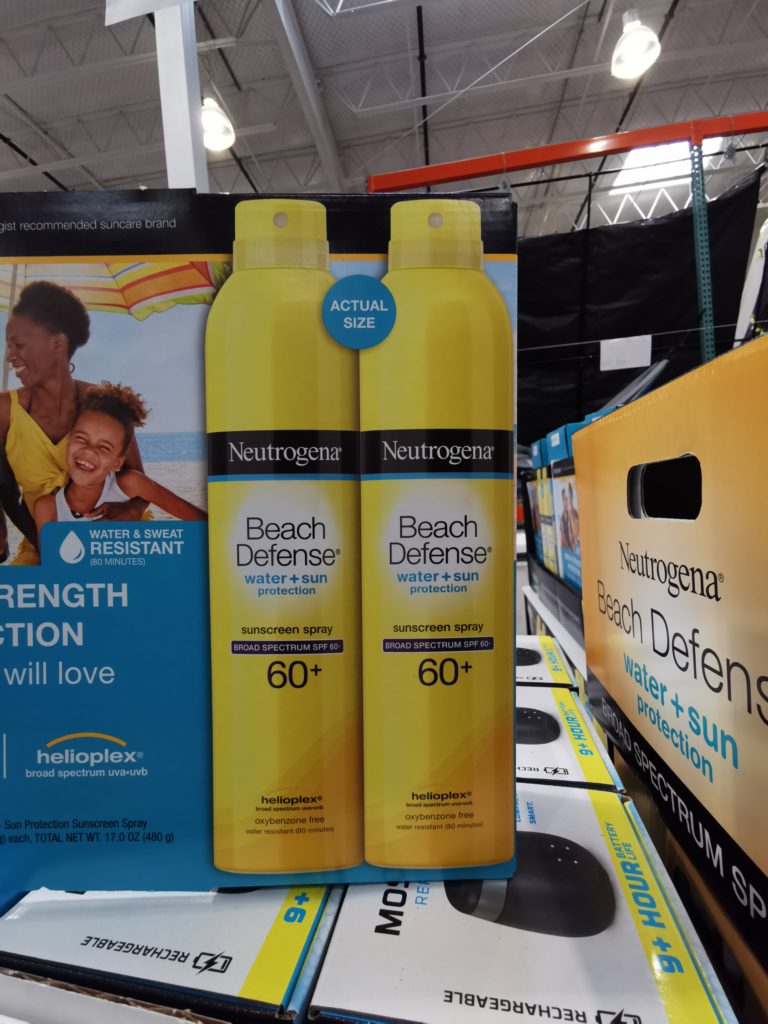 gist recommended suncare brand
ACTUAL
SIZE
WATER & SWEAT
RESISTANT
(80 MINUTES)
RENGTH
CTION
will love
helioplex®
broad spectrum uva•uvb
Sun Protection Sunscreen Spray
each, TOTAL NET WT. 17.0 OZ (480 g)
Neutrogena®
Beach
Defense®
water + sun
protection
sunscreen spray
BROAD SPECTRUM SPF 60+
60+
helioplex®
broad spectrum uva•uvb
oxybenzone free
water resistant (80 minutes)
Neutrogena®
Beach
Defense®
water + sun
protection
sunscreen spray
BROAD SPECTRUM SPF 60+
60+
helioplex®
broad spectrum uva•uvb
oxybenzone free
water resistant (80 minutes)
Neutrogena®
Beach Defens
water + sun
protection
BROAD SPECTRUM SP
9+ HOUR
SMART.
9+ HOUR
BATTERY
LIFE
MOS
RE
RECHARGEABLE
9+
RECHARGEABLE